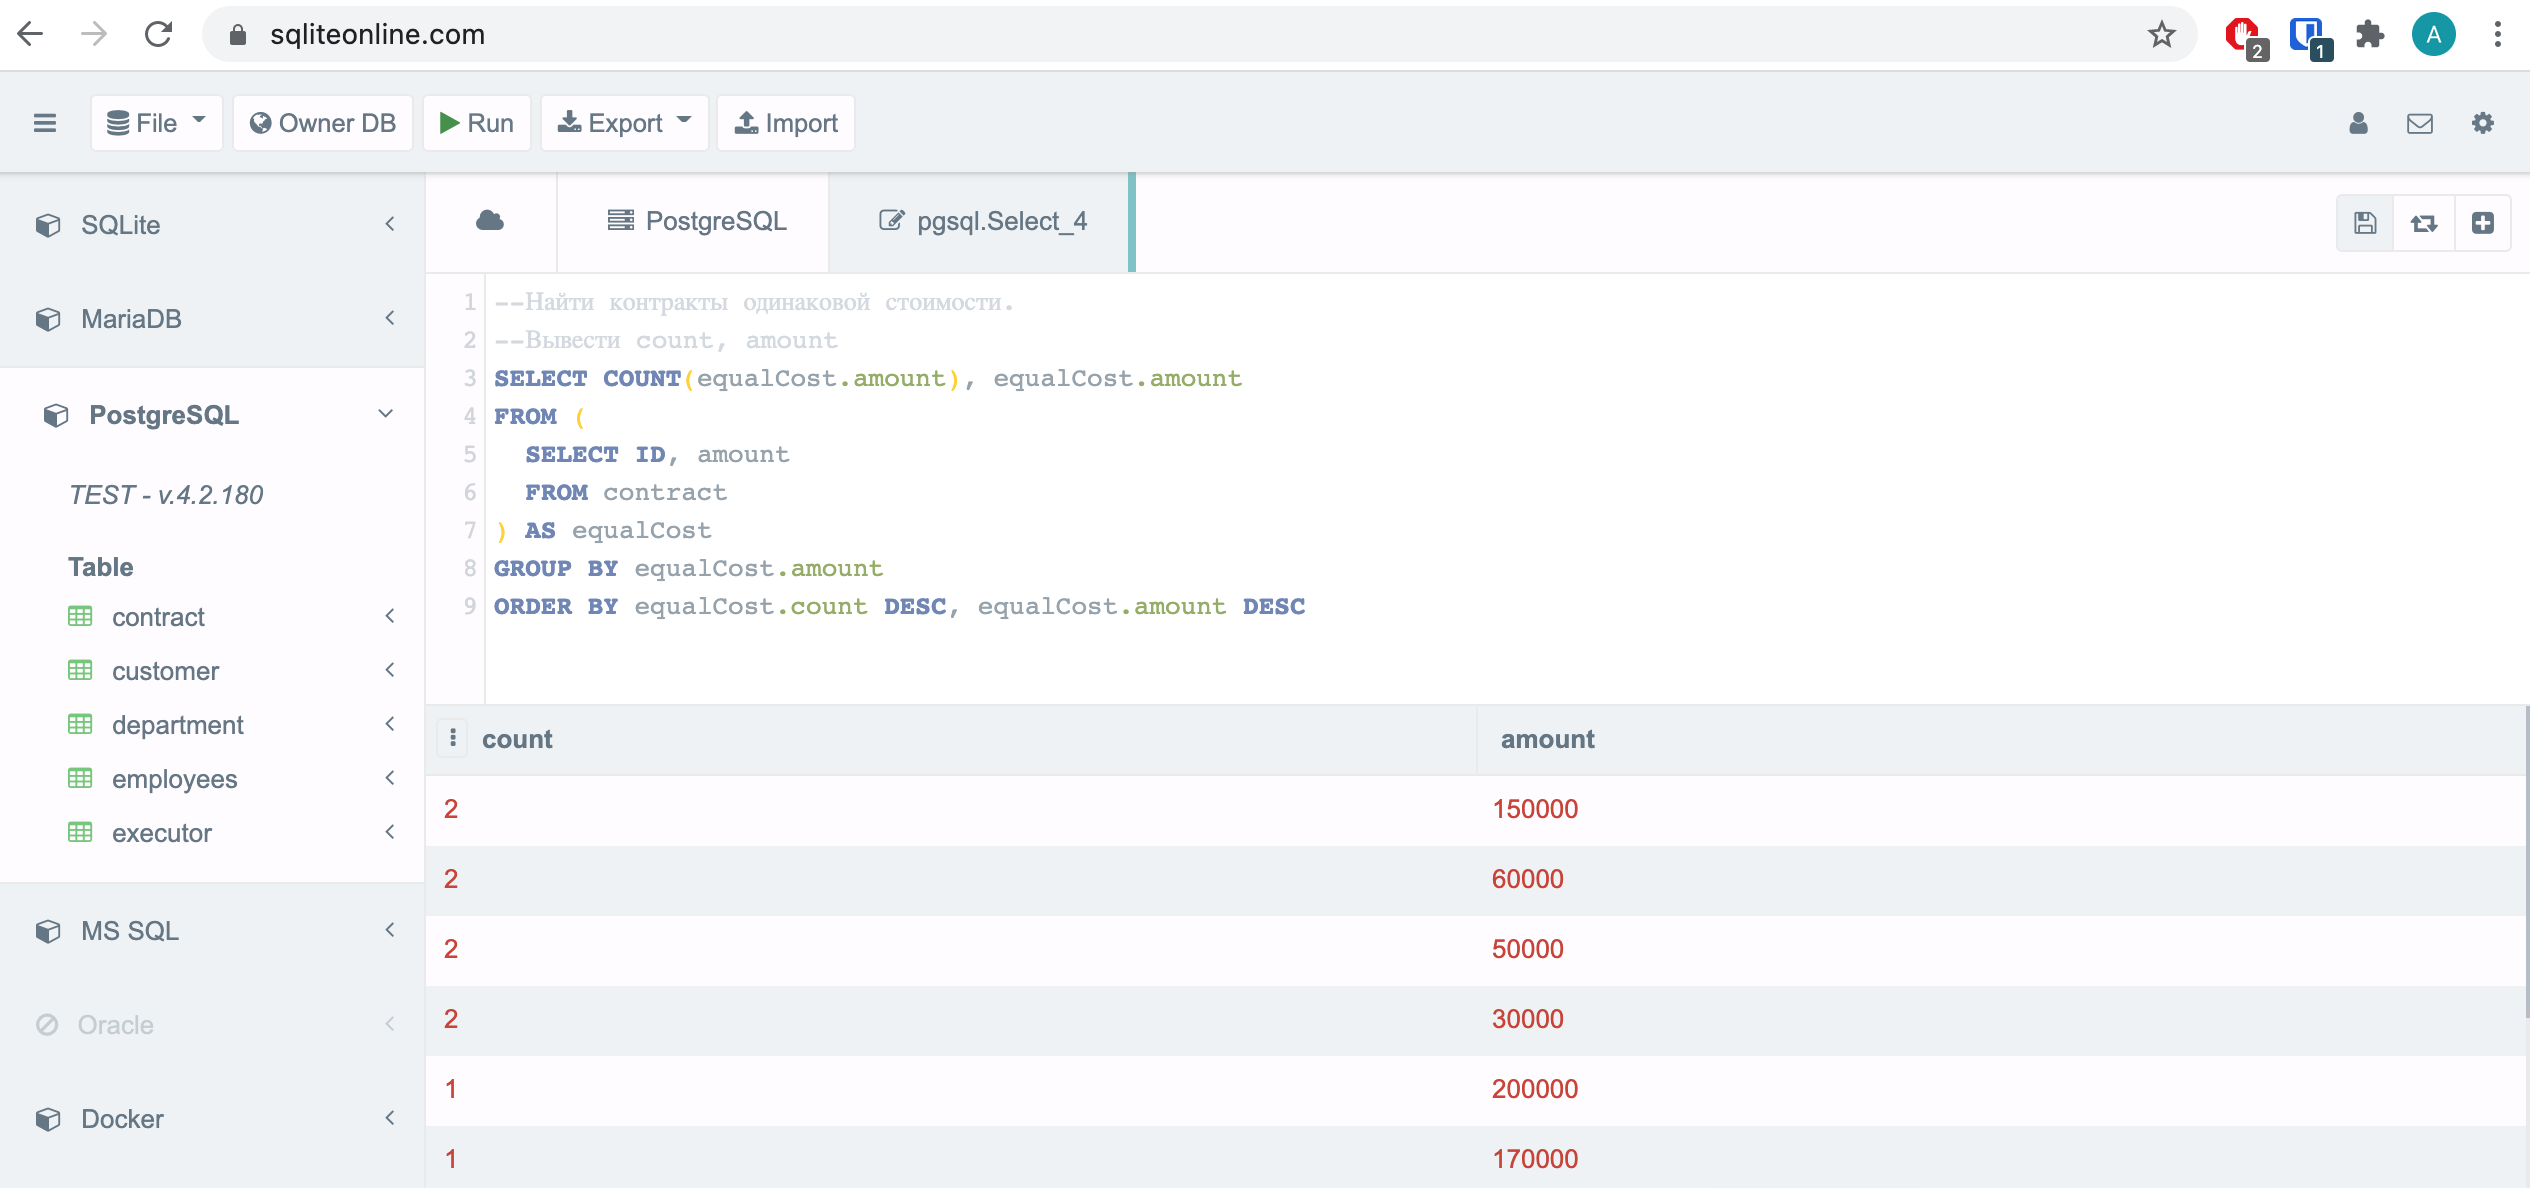 sqliteonline.com
2
1
A
File
Owner DB
Run
Export
Import
SQLite
MariaDB
PostgreSQL
TEST - v.4.2.180
Table
contract
customer
department
employees
executor
MS SQL
Oracle
Docker
PostgreSQL
pgsql.Select_4
1 --Найти контракты одинаковой стоимости.
2 --Вывести count, amount
3 SELECT COUNT(equalCost.amount), equalCost.amount
4 FROM (
5 SELECT ID, amount
6 FROM contract
7 ) AS equalCost
8 GROUP BY equalCost.amount
9 ORDER BY equalCost.count DESC, equalCost.amount DESC
count amount
2 150000
2 60000
2 50000
2 30000
1 200000
1 170000